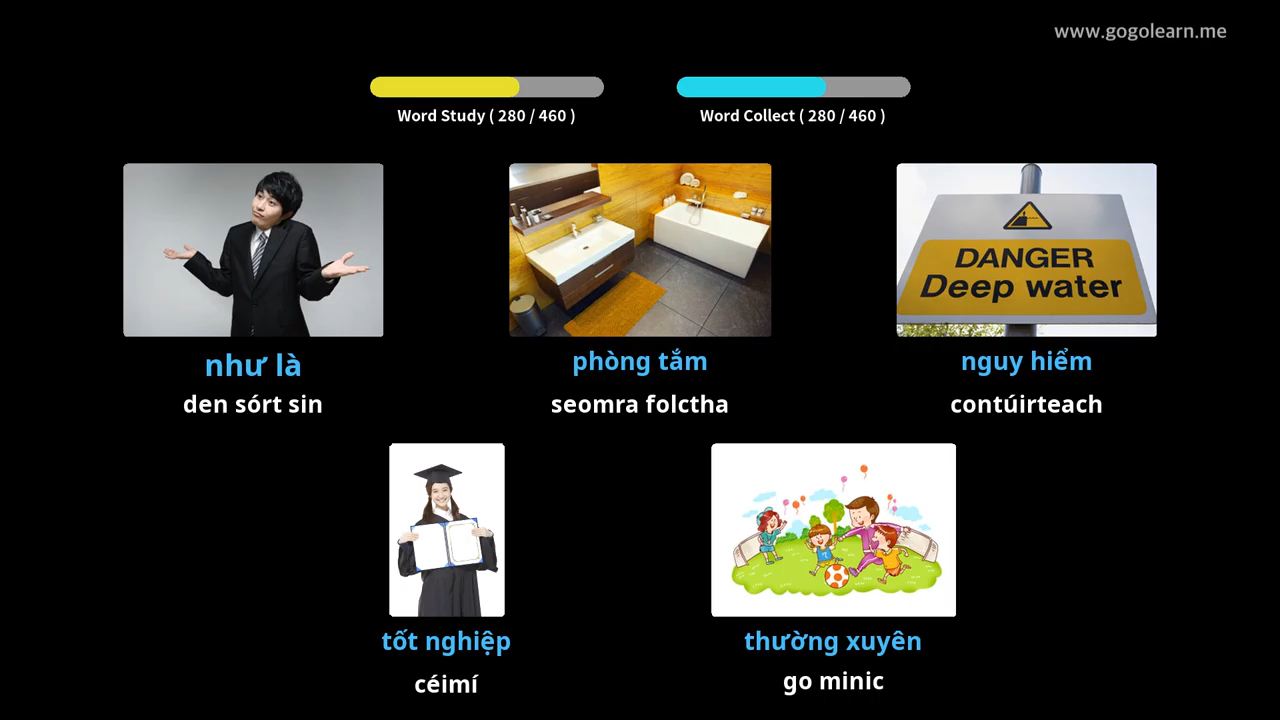 www.gogolearn.me
Word Study ( 280 / 460 )
Word Collect ( 280 / 460 )
DANGER
Deep water
như là
phòng tắm
nguy hiểm
den sórt sin
seomra folctha
contúirteach
tốt nghiệp
thường xuyên
céimí
go minic